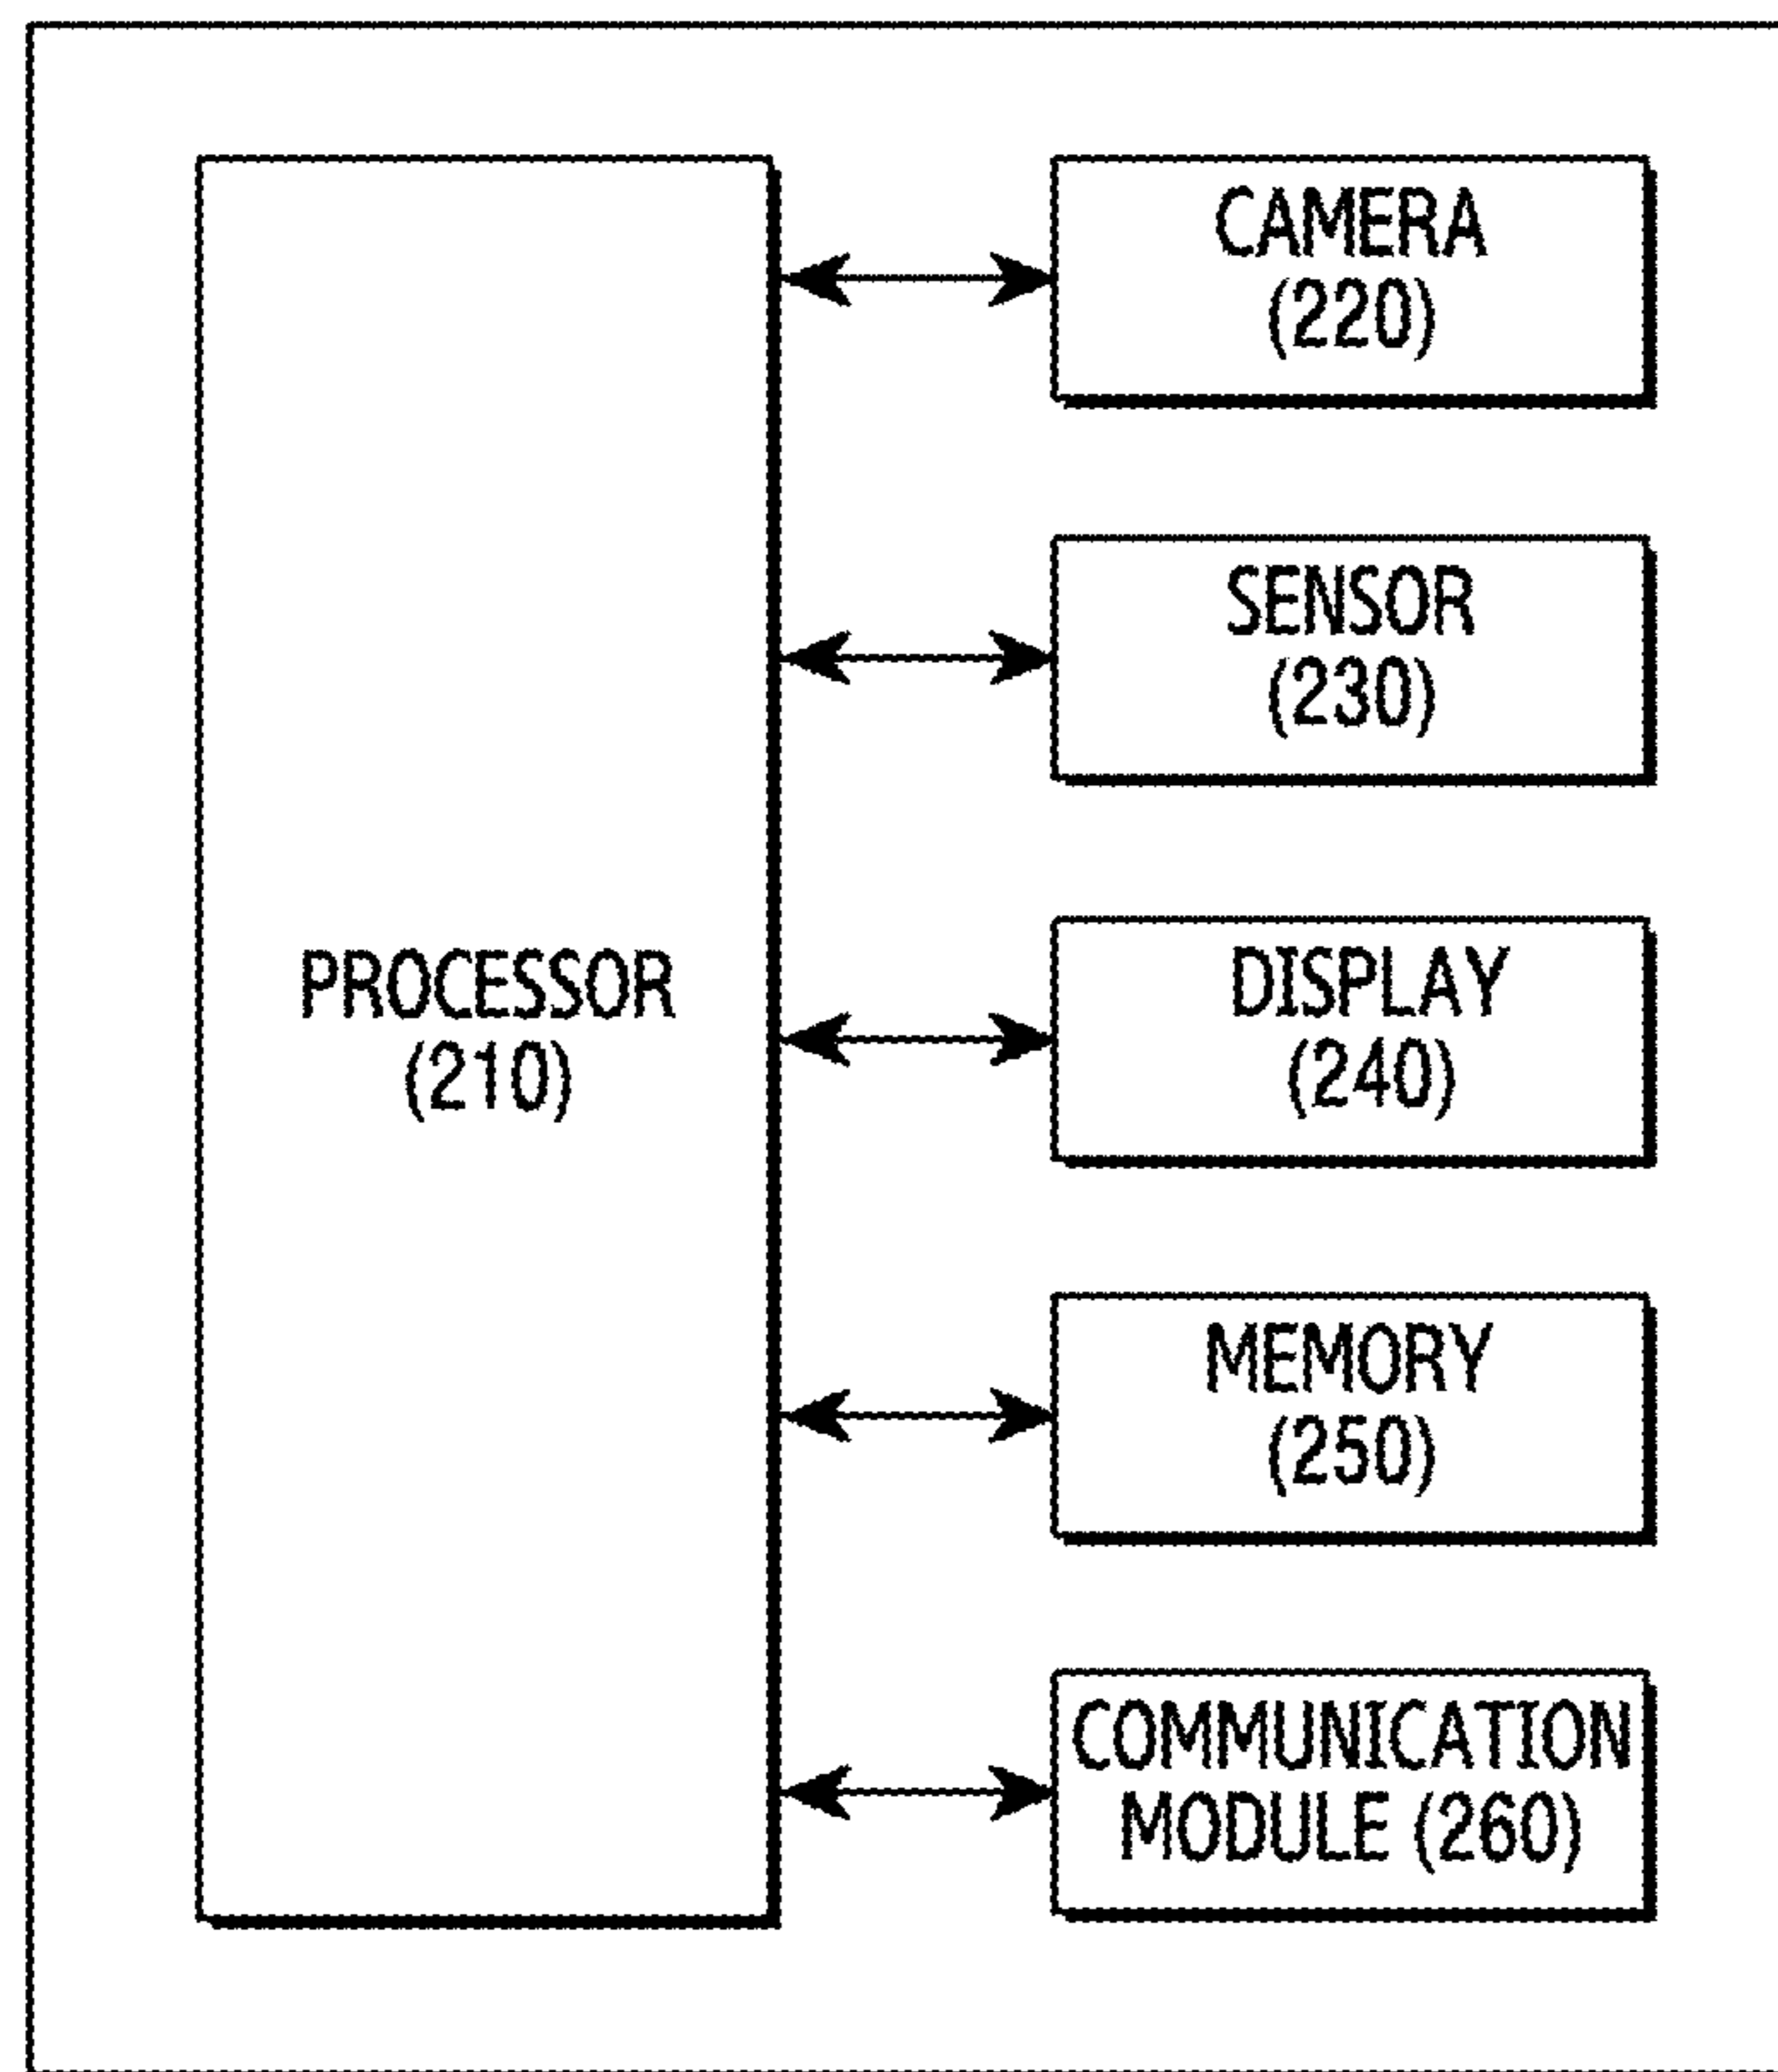 CAMERA
(220)
SENSOR
(230)
PROCESSOR
(210)
DISPLAY
(240)
MEMORY
(250)
COMMUNICATION
MODULE (260)